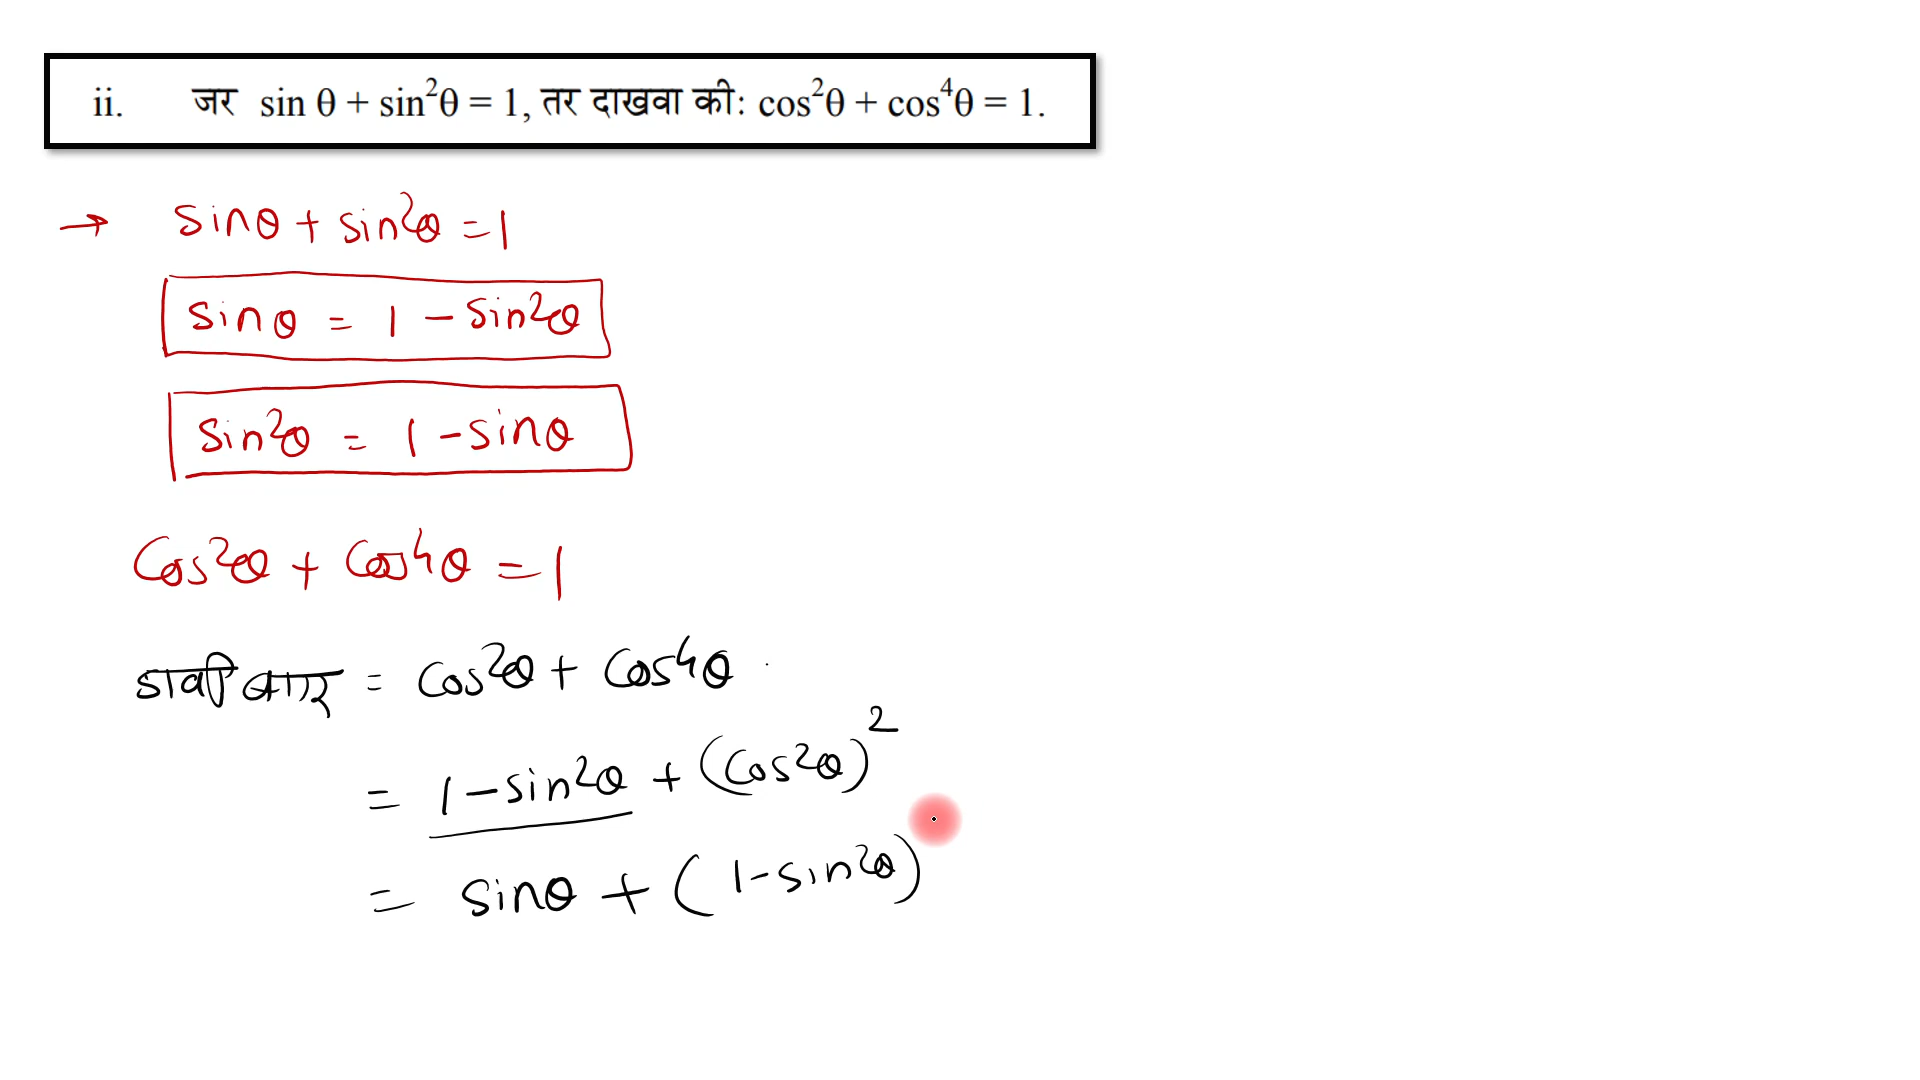 ii. जर sin θ + sin²θ = 1, तर दाखवा की: cos²θ + cos⁴θ = 1.
→ sinθ + sin²θ = 1
sinθ = 1 - sin²θ
sin²θ = 1 - sinθ
Cos²θ + Cos⁴θ = 1
डावी बाजू = Cos²θ + Cos⁴θ
= 1 - sin²θ + (Cos²θ)²
= sinθ + (1 - sin²θ)